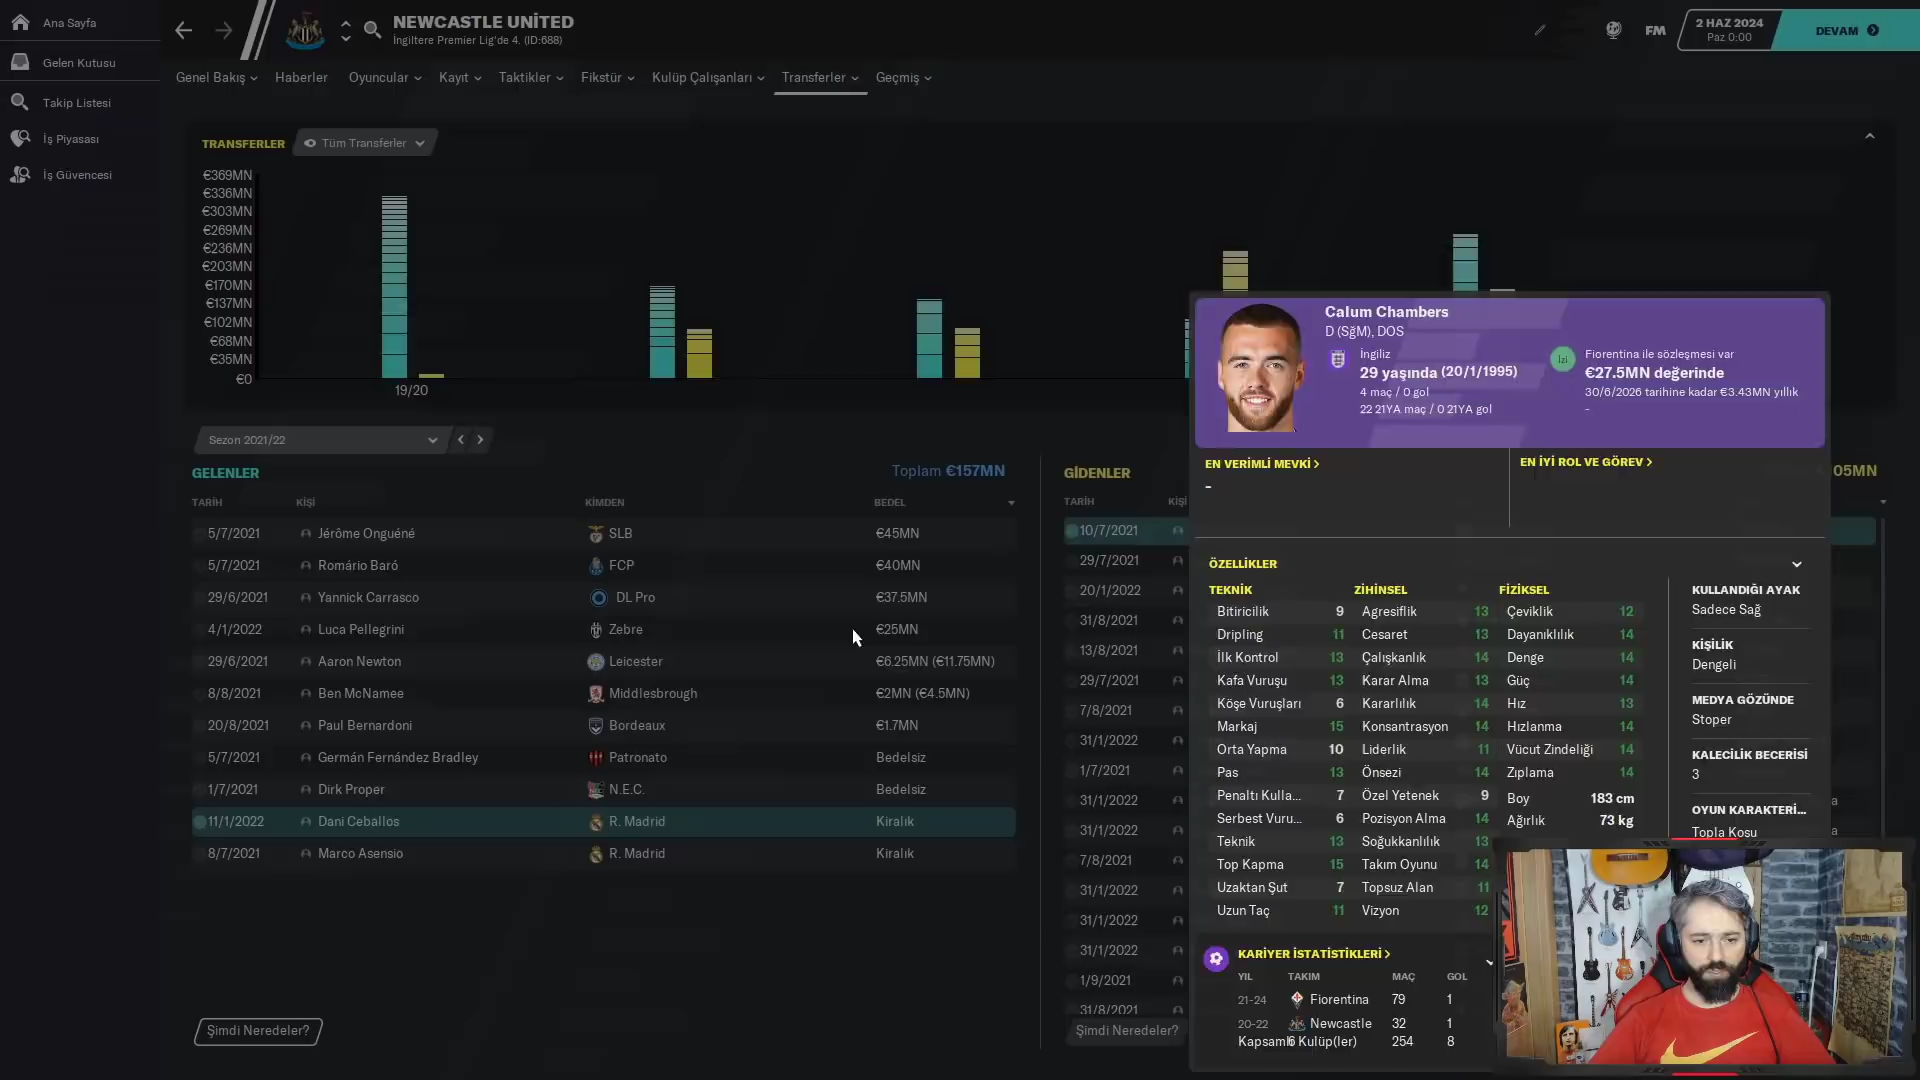 Ana Sayfa
Gelen Kutusu
Takip Listesi
İş Piyasası
İş Güvencesi
NEWCASTLE UNİTED
İngiltere Premier Lig'de 4. (ID:688)
FM
2 HAZ 2024
Paz 0:00
DEVAM
Genel Bakış
Haberler
Oyuncular
Kayıt
Taktikler
Fikstür
Kulüp Çalışanları
Transferler
Geçmiş
TRANSFERLER
Tüm Transferler
€369MN
€336MN
€303MN
€269MN
€236MN
€203MN
€170MN
€137MN
€102MN
€68MN
€35MN
€0
19/20
Sezon 2021/22
GELENLER
Toplam €157MN
TARİH KİŞİ KİMDEN BEDEL
5/7/2021 Jérôme Onguéné SLB €45MN
5/7/2021 Romário Baró FCP €40MN
29/6/2021 Yannick Carrasco DL Pro €37.5MN
4/1/2022 Luca Pellegrini Zebre €25MN
29/6/2021 Aaron Newton Leicester €6.25MN (€11.75MN)
8/8/2021 Ben McNamee Middlesbrough €2MN (€4.5MN)
20/8/2021 Paul Bernardoni Bordeaux €1.7MN
5/7/2021 Germán Fernández Bradley Patronato Bedelsiz
1/7/2021 Dirk Proper N.E.C. Bedelsiz
11/1/2022 Dani Ceballos R. Madrid Kiralık
8/7/2021 Marco Asensio R. Madrid Kiralık
Şimdi Neredeler?
GİDENLER
05MN
TARİH KİŞİ
10/7/2021
29/7/2021
20/1/2022
31/8/2021
13/8/2021
29/7/2021
7/8/2021
31/1/2022
1/7/2021
31/1/2022
31/1/2022
7/8/2021
31/1/2022
31/1/2022
31/1/2022
1/9/2021
31/8/2021
Şimdi Neredeler?
Calum Chambers
D (SğM), DOS
İngiliz
29 yaşında (20/1/1995)
4 maç / 0 gol
22 21YA maç / 0 21YA gol
İzl
Fiorentina ile sözleşmesi var
€27.5MN değerinde
30/6/2026 tarihine kadar €3.43MN yıllık
-
EN VERİMLİ MEVKİ
-
EN İYİ ROL VE GÖREV
ÖZELLİKLER
TEKNİK ZİHİNSEL FİZİKSEL
Bitiricilik 9 Agresiflik 13 Çeviklik 12
Dripling 11 Cesaret 13 Dayanıklılık 14
İlk Kontrol 13 Çalışkanlık 14 Denge 14
Kafa Vuruşu 13 Karar Alma 13 Güç 14
Köşe Vuruşları 6 Kararlılık 14 Hız 13
Markaj 15 Konsantrasyon 14 Hızlanma 14
Orta Yapma 10 Liderlik 11 Vücut Zindeliği 14
Pas 13 Önsezi 14 Zıplama 14
Penaltı Kulla... 7 Özel Yetenek 9 Boy 183 cm
Serbest Vuru... 6 Pozisyon Alma 14 Ağırlık 73 kg
Teknik 13 Soğukkanlılık 13
Top Kapma 15 Takım Oyunu 14
Uzaktan Şut 7 Topsuz Alan 11
Uzun Taç 11 Vizyon 12
KULLANDIĞI AYAK
Sadece Sağ
KİŞİLİK
Dengeli
MEDYA GÖZÜNDE
Stoper
KALECİLİK BECERİSİ
3
OYUN KARAKTERİ...
Topla Koşu
KARİYER İSTATİSTİKLERİ
YIL TAKIM MAÇ GOL
21-24 Fiorentina 79 1
20-22 Newcastle 32 1
Kapsamlı 6 Kulüp(ler) 254 8